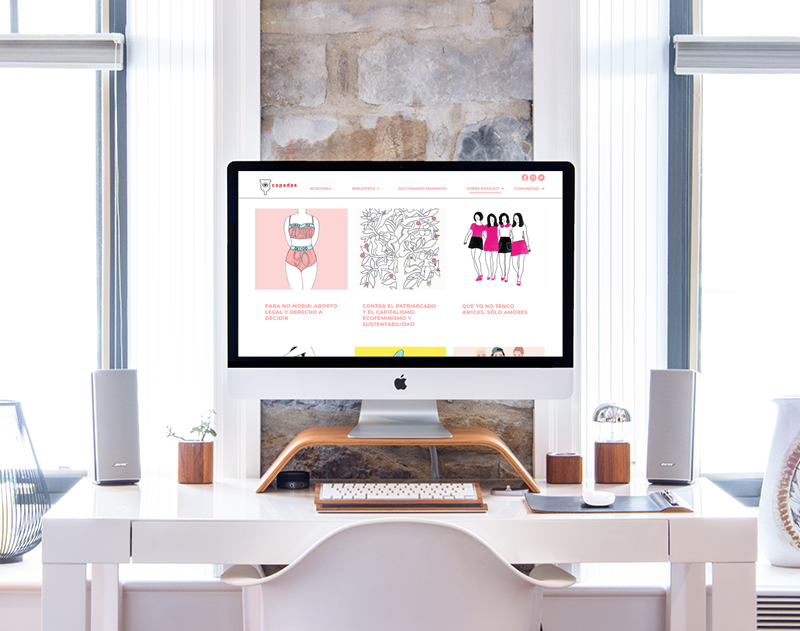 copadas
NOSOTRAS BIBLIOTECA DICCIONARIO FEMINISTA SOBRE PODCAST COMUNIDAD
PARA NO MORIR: ABORTO
LEGAL Y DERECHO A
DECIDIR
CONTRA EL PATRIARCADO
Y EL CAPITALISMO,
ECOFEMINISMO Y
SUSTENTABILIDAD
QUE YO NO TENGO
AMIGXS, SÓLO AMORES
BOSE
BOSE